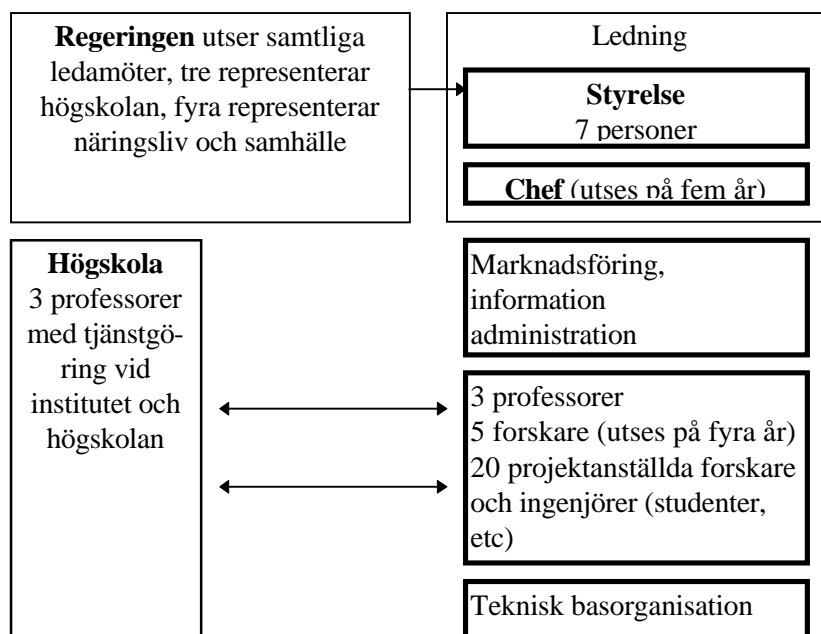 Regeringen utser samtliga
ledamöter, tre representerar
högskolan, fyra representerar
näringsliv och samhälle
Ledning
Styrelse
7 personer
Chef (utses på fem år)
Högskola
3 professorer
med tjänstgö-
ring vid
institutet och
högskolan
Marknadsföring,
information
administration
3 professorer
5 forskare (utses på fyra år)
20 projektanställda forskare
och ingenjörer (studenter,
etc)
Teknisk basorganisation